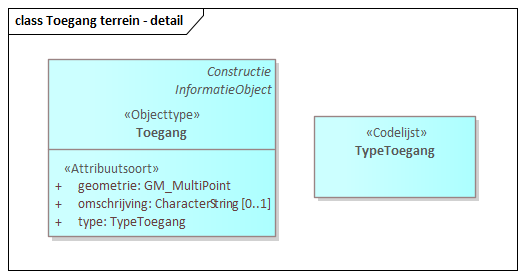 class Toegang terrein - detail
Constructie
InformatieObject
«Objecttype»
Toegang
«Attribuutsoort»
+ geometrie: GM_MultiPoint
+ omschrijving: CharacterString [0..1]
+ type: TypeToegang
«Codelijst»
TypeToegang